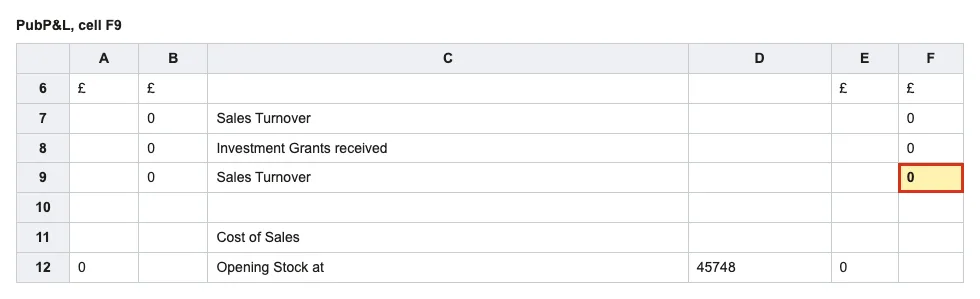 PubP&L, cell F9
A B C D E F
6 £ £ £ £
7 0 Sales Turnover 0
8 0 Investment Grants received 0
9 0 Sales Turnover 0
10
11 Cost of Sales
12 0 Opening Stock at 45748 0